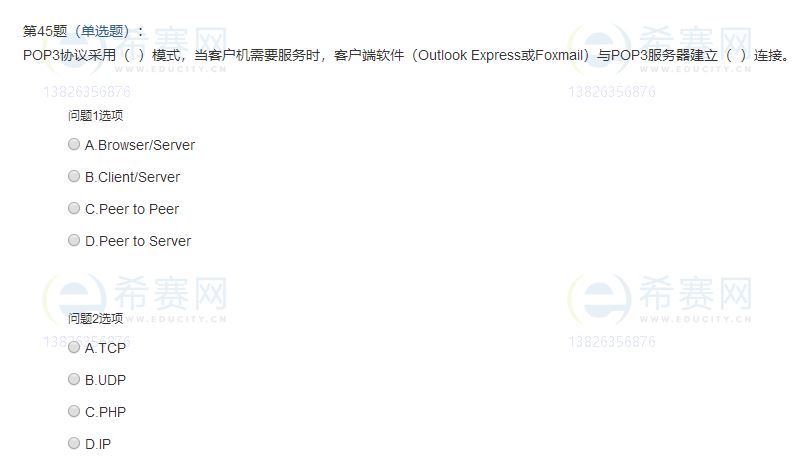 第45题（单选题）：
POP3协议采用（ ）模式，当客户机需要服务时，客户端软件（Outlook Express或Foxmail）与POP3服务器建立（ ）连接。
希赛网 希赛网
WWW.EDUCITY.CN WWW.EDUCITY.CN
13826356876 13826356876
问题1选项
A.Browser/Server
B.Client/Server
C.Peer to Peer
D.Peer to Server
希赛网 希赛网
WWW.EDUCITY.CN WWW.EDUCITY.CN
问题2选项
13826356876 13826356876
A.TCP
B.UDP
C.PHP
D.IP